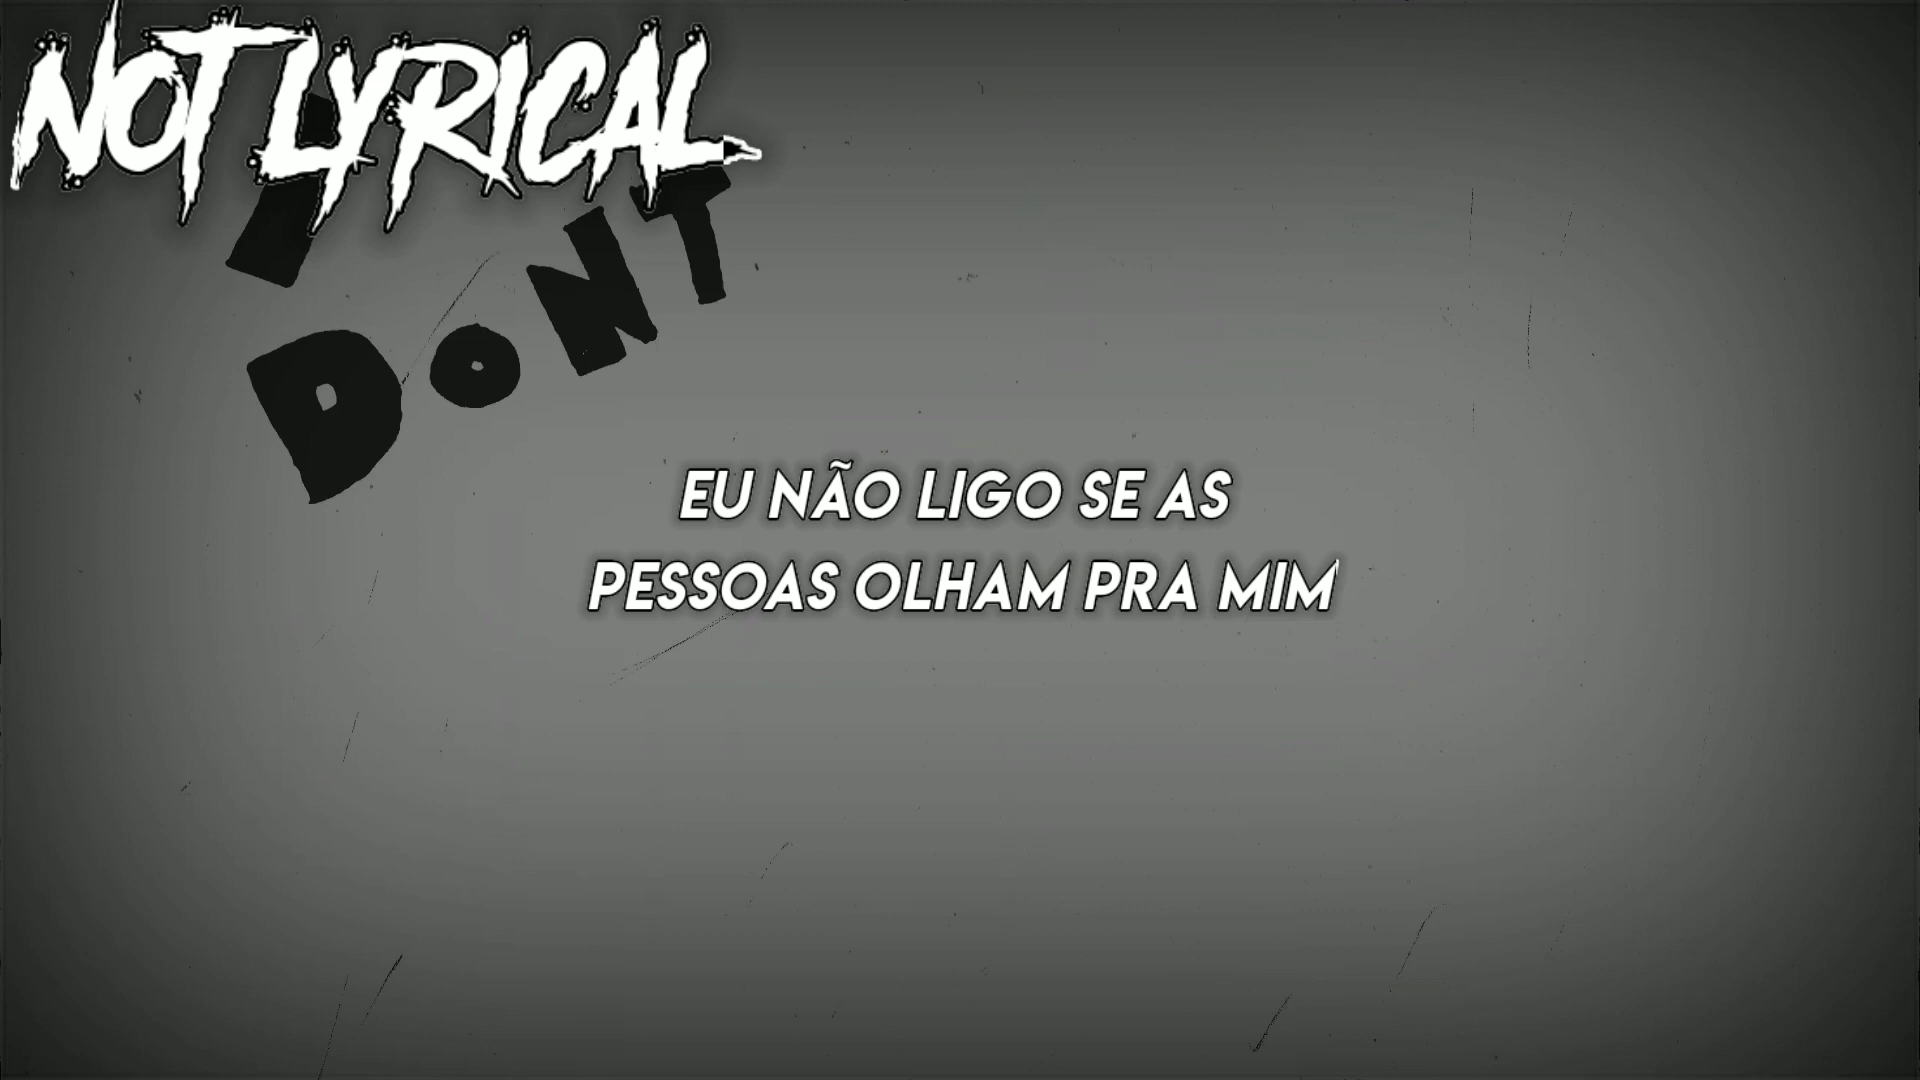 NOT LYRICAL
I
DoNT
EU NÃO LIGO SE AS
PESSOAS OLHAM PRA MIM